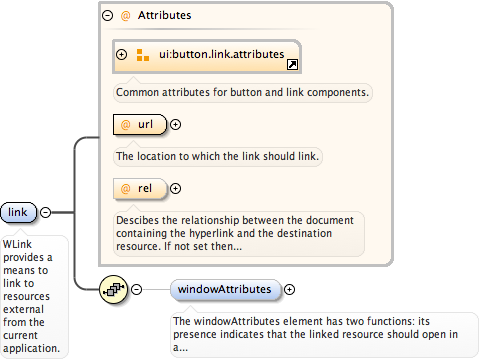 @ Attributes
ui:button.link.attributes
Common attributes for button and link components.
@ url
The location to which the link should link.
@ rel
Descibes the relationship between the document
containing the hyperlink and the destination
resource. If not set then...
link
WLink
provides a
means to
link to
resources
external
from the
current
application.
windowAttributes
The windowAttributes element has two functions: its
presence indicates that the linked resource should open in
a...